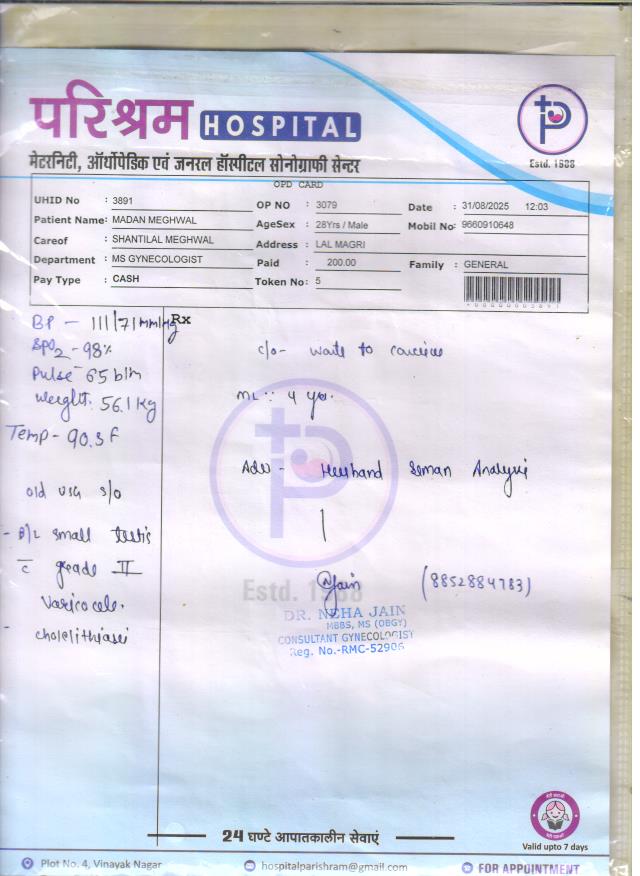 परिश्रम HOSPITAL
मेटरनिटी, ऑर्थोपेडिक एवं जनरल हॉस्पीटल सोनोग्राफी सेन्टर
Estd. 1988
OPD CARD
UHID No : 3891 OP NO : 3079 Date : 31/08/2025 12:03
Patient Name: MADAN MEGHWAL AgeSex : 28Yrs / Male Mobil No: 9660910648
Careof : SHANTILAL MEGHWAL Address : LAL MAGRI
Department : MS GYNECOLOGIST Paid : 200.00 Family : GENERAL
Pay Type : CASH Token No: 5
BP - 111/71 mmHg Rx
SpO2 - 98%
Pulse - 65 b/m
Weight: 56.1 Kg
Temp - 90.3 F
c/o - wants to conceive
ML :: 4 yr.
Adv - Husband Seman Analysis
old USG s/o
- B/L small testis
c̄ grade II
varicocele.
- cholelithiasis
Jain (8852884783)
Estd. 1988
DR. NEHA JAIN
MBBS, MS (OBGY)
CONSULTANT GYNECOLOGIST
Reg. No.-RMC-52906
24 घण्टे आपातकालीन सेवाएं
Valid upto 7 days
Plot No. 4, Vinayak Nagar hospitalparishram@gmail.com FOR APPOINTMENT